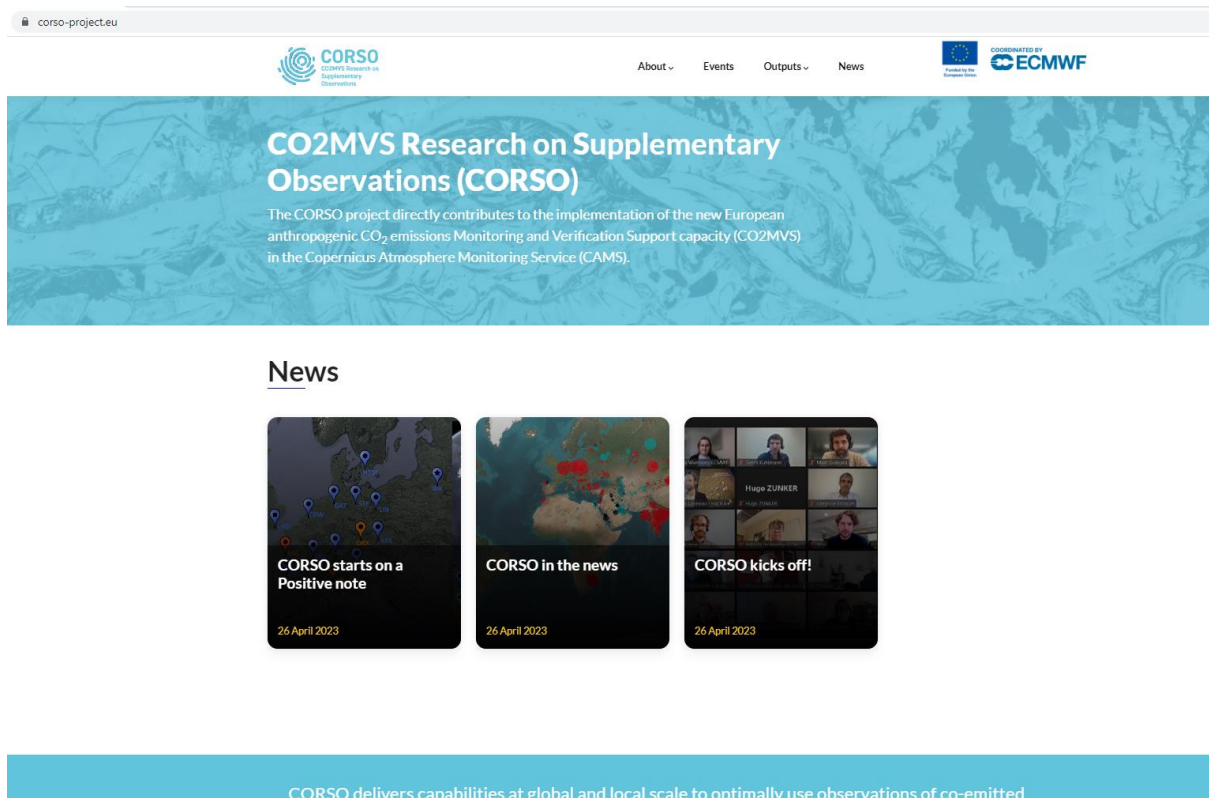 corso-project.eu
CORSO
CO2MVS Research on
Supplementary
Observations
About
Events
Outputs
News
Funded by the
European Union
COORDINATED BY
ECMWF
CO2MVS Research on Supplementary
Observations (CORSO)
The CORSO project directly contributes to the implementation of the new European
anthropogenic CO₂ emissions Monitoring and Verification Support capacity (CO2MVS)
in the Copernicus Atmosphere Monitoring Service (CAMS).
News
Hugo ZUNKER
CORSO starts on a
Positive note
26 April 2023
CORSO in the news
26 April 2023
CORSO kicks off!
26 April 2023
CORSO delivers capabilities at global and local scale to optimally use observations of co-emitted